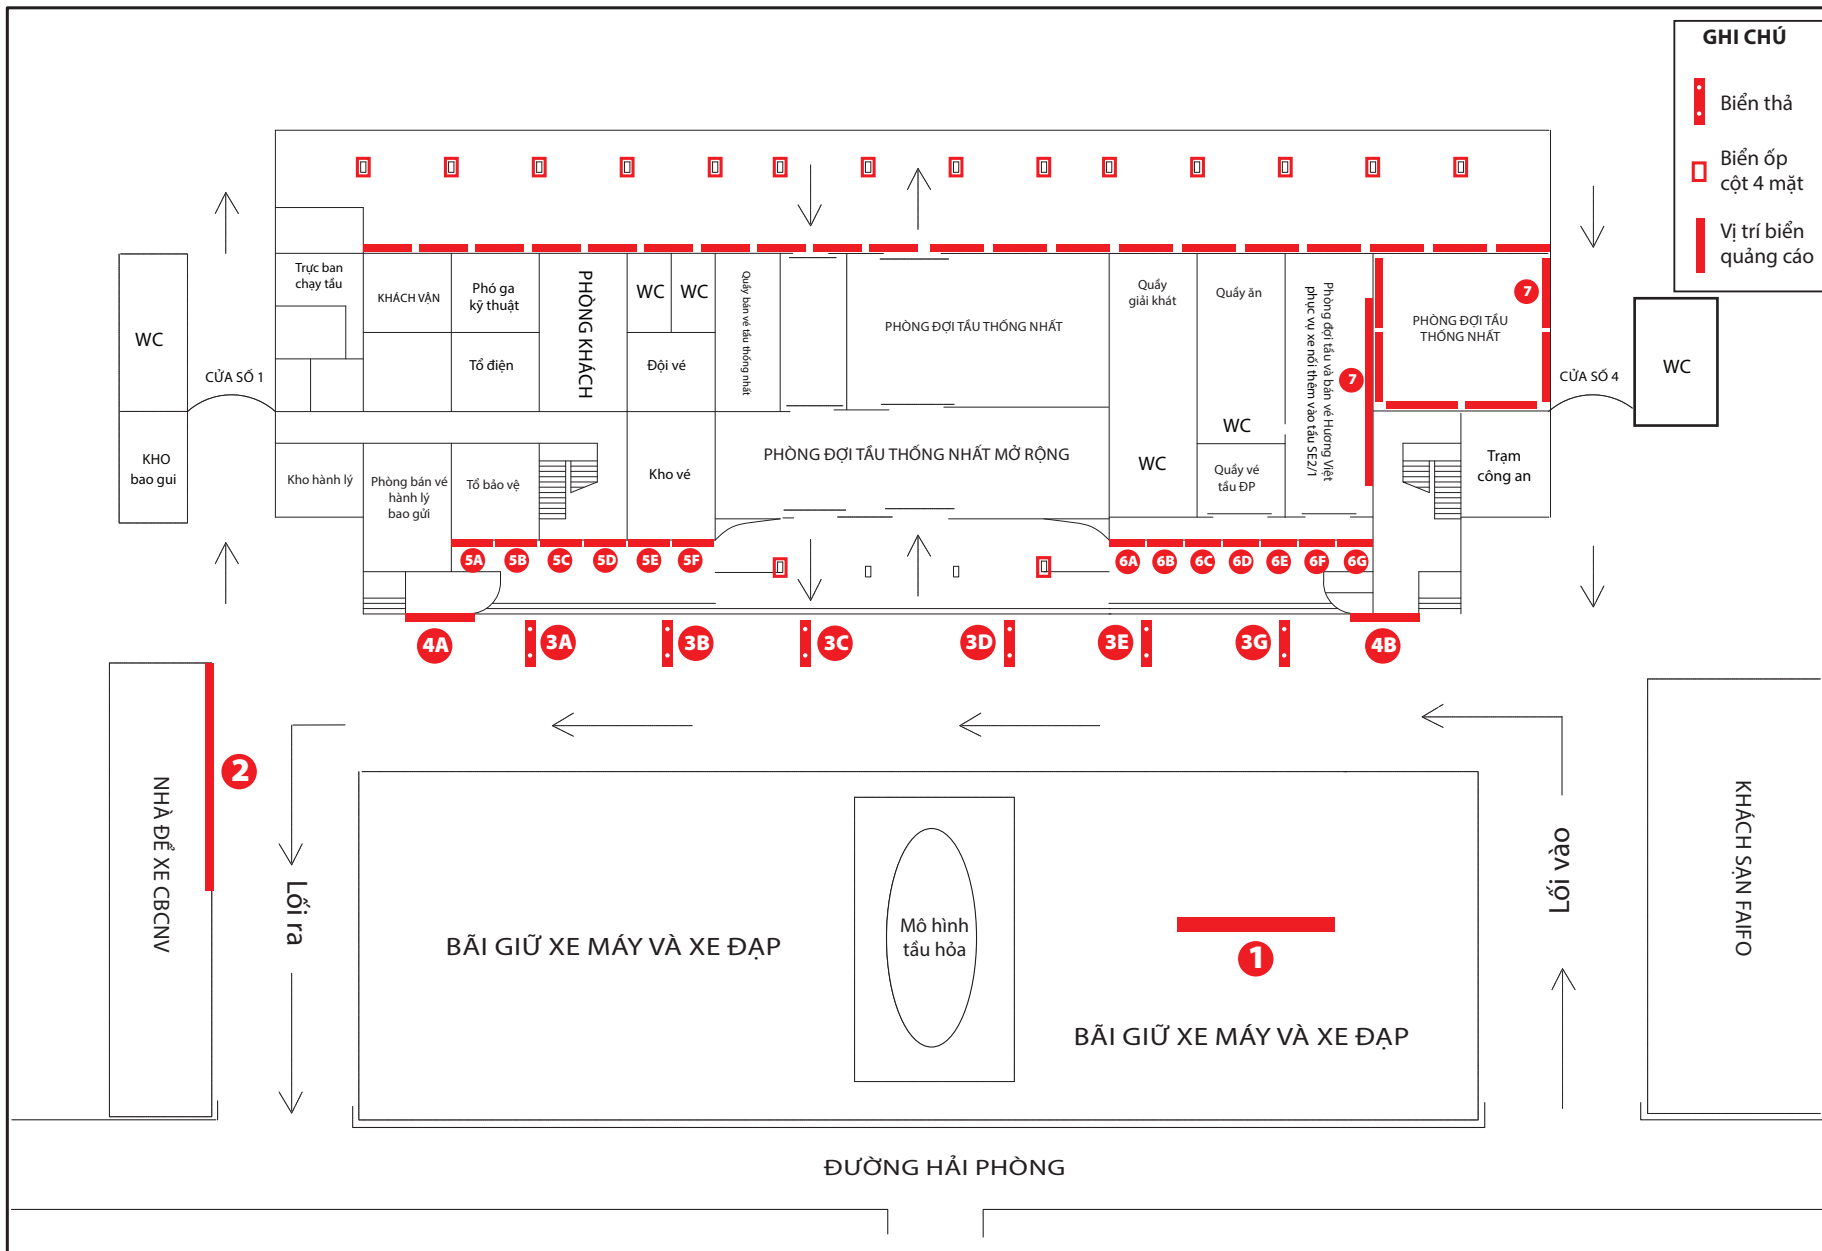 GHI CHÚ
Biển thả
Biển ốp
cột 4 mặt
Vị trí biển
quảng cáo
Trực ban
chạy tầu
KHÁCH VẬN
Phó ga
kỹ thuật
PHÒNG KHÁCH
WC
WC
Quầy bán vé tầu thống nhất
PHÒNG ĐỢI TẦU THỐNG NHẤT
Quầy
giải khát
Quầy ăn
Phòng đợi tầu và bán vé Hương Việt
phục vụ xe nối thêm vào tầu SE2/1
7
7
PHÒNG ĐỢI TẦU
THỐNG NHẤT
WC
CỬA SỐ 1
Tổ điện
Đội vé
CỬA SỐ 4
WC
KHO
bao gui
Kho hành lý
Phòng bán vé
hành lý
bao gửi
Tổ bảo vệ
Kho vé
PHÒNG ĐỢI TẦU THỐNG NHẤT MỞ RỘNG
WC
WC
Quầy vé
tầu ĐP
Trạm
công an
5A
5B
5C
5D
5E
5F
6A
6B
6C
6D
6E
6F
6G
4A
3A
3B
3C
3D
3E
3G
4B
2
NHÀ ĐỂ XE CBCNV
Lối ra
BÃI GIỮ XE MÁY VÀ XE ĐẠP
Mô hình
tầu hỏa
1
BÃI GIỮ XE MÁY VÀ XE ĐẠP
Lối vào
KHÁCH SẠN FAIFO
ĐƯỜNG HẢI PHÒNG